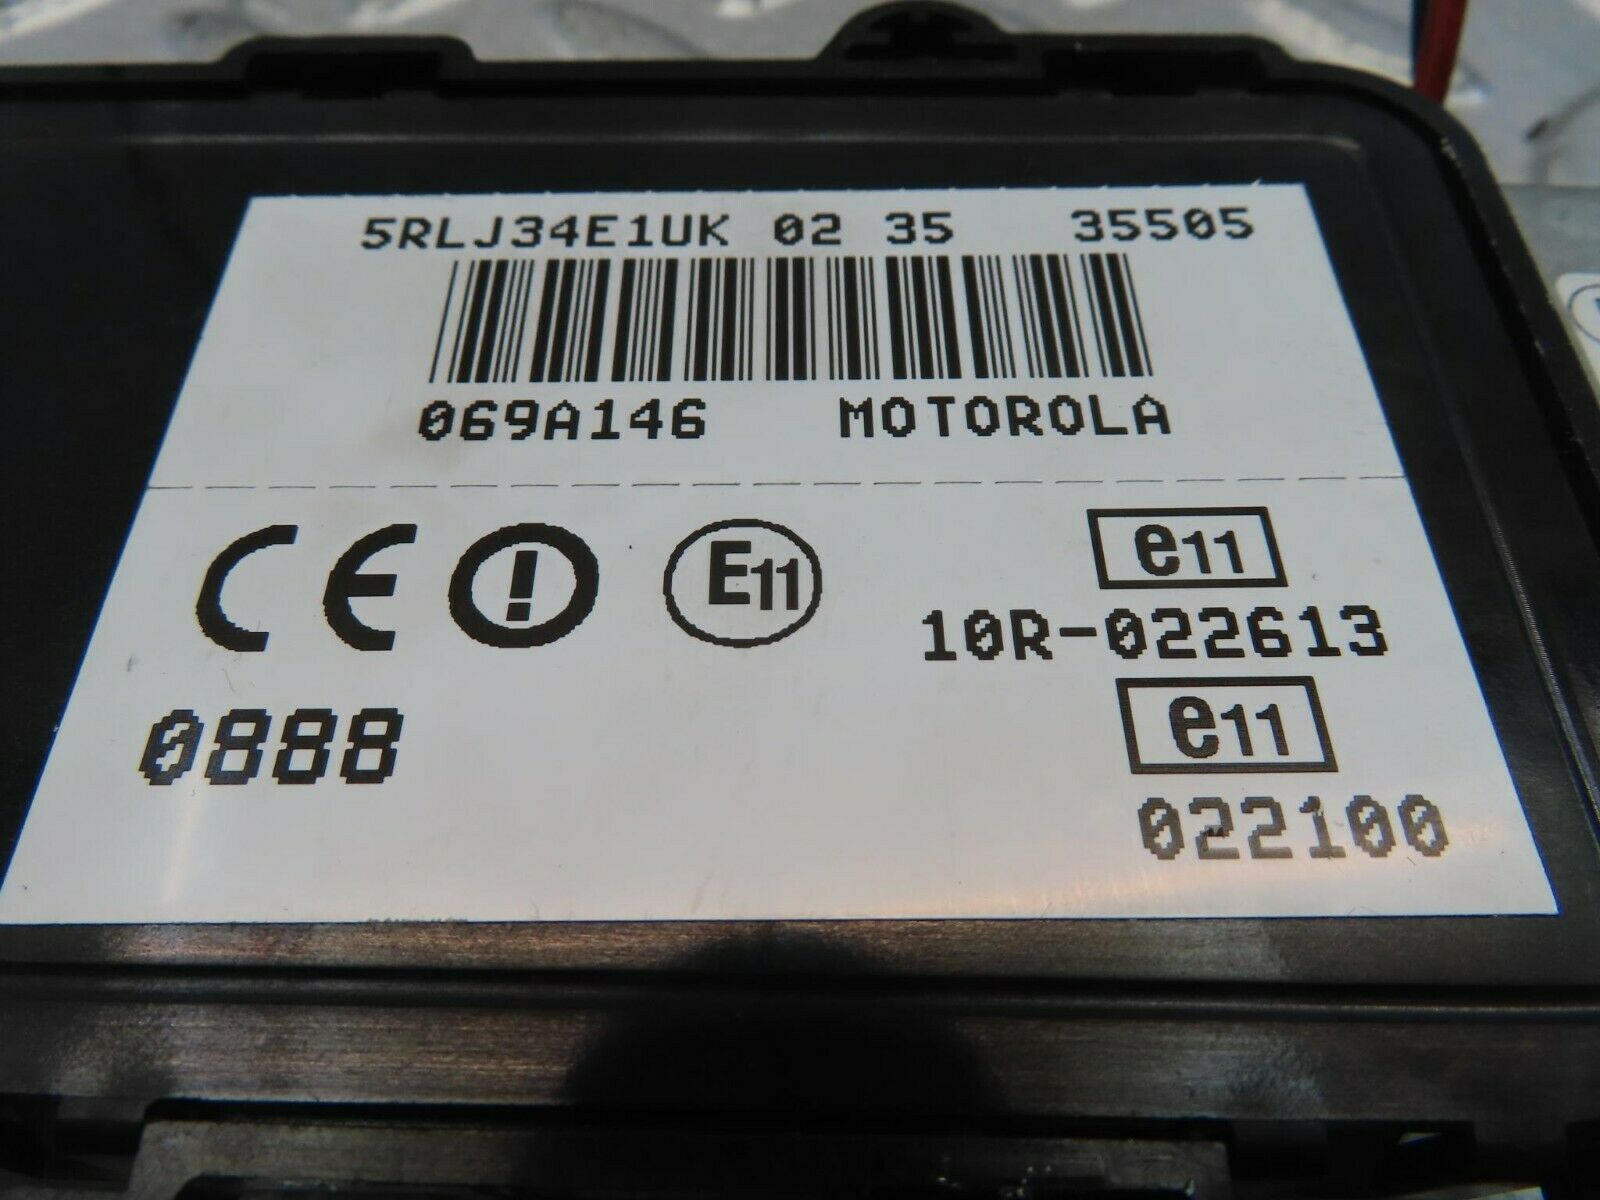 5RLJ34E1UK 02 35 35505
069A146 MOTOROLA
CE E11 e11
10R-022613
0888
e11
022100